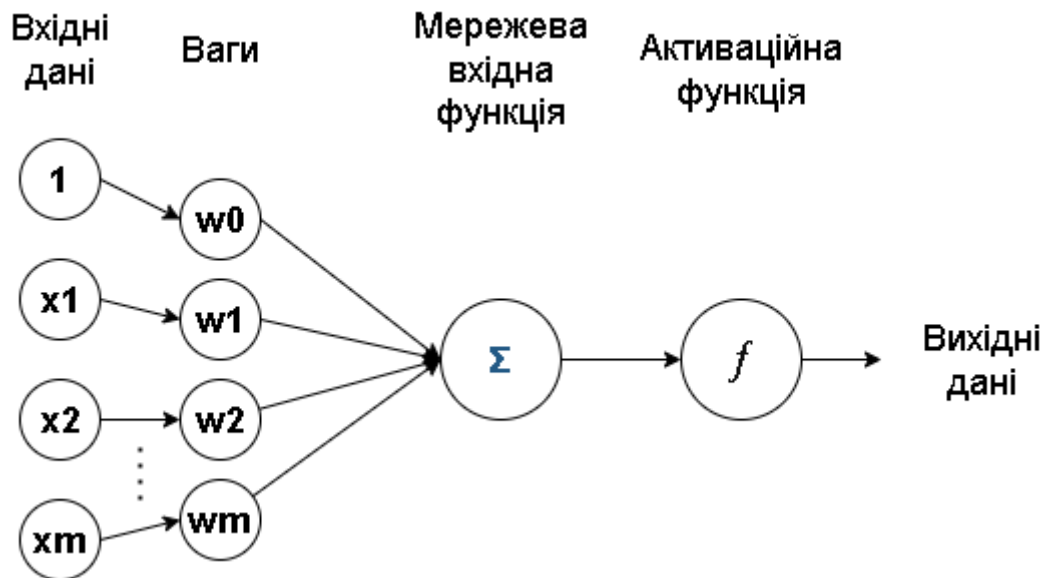 Вхідні
дані
Ваги
Мережева
вхідна
функція
Активаційна
функція
1
w0
x1
w1
x2
w2
xm
wm
Σ
f
Вихідні
дані